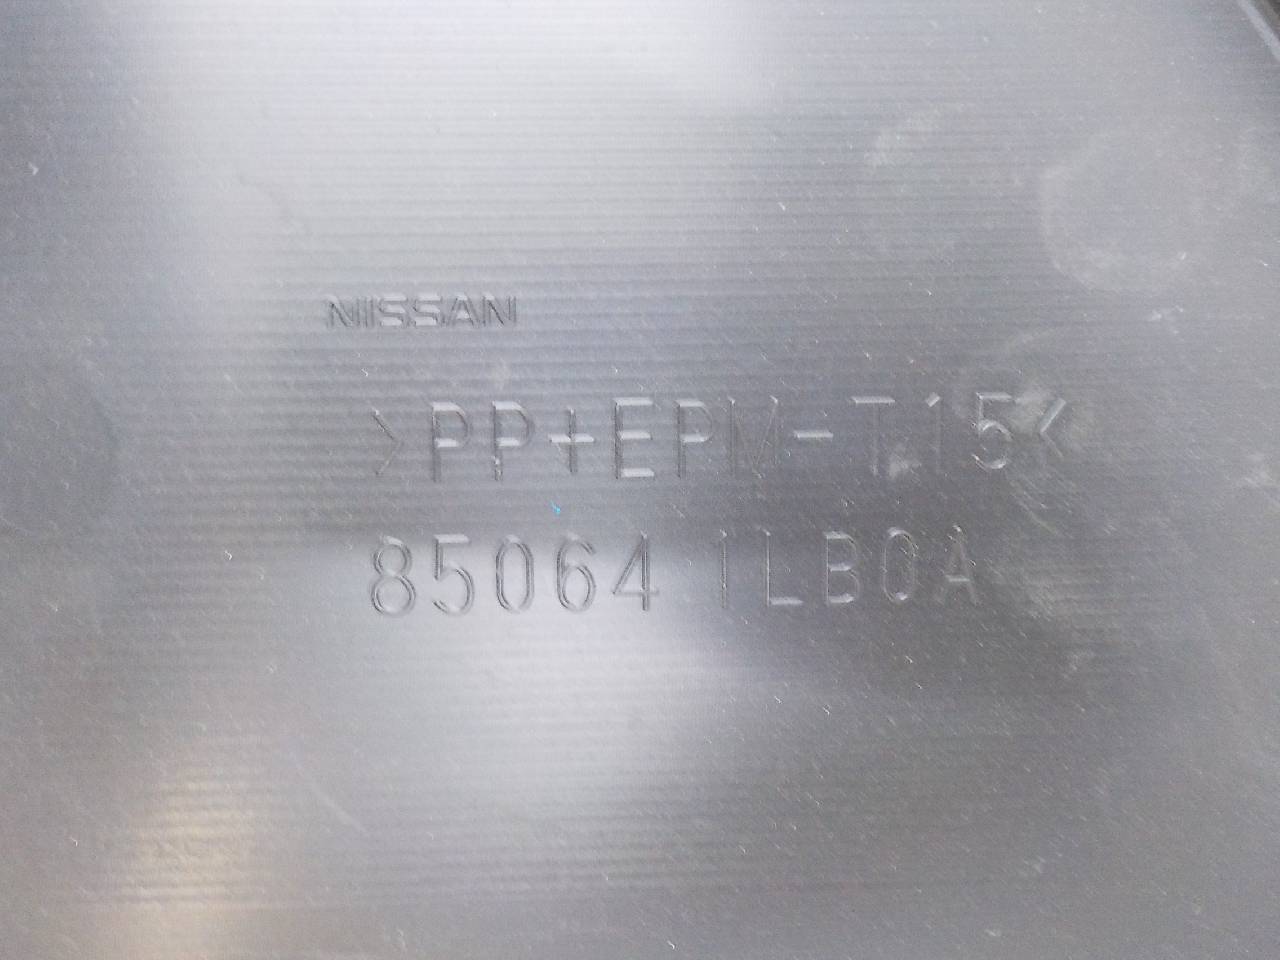 NISSAN
>PP+EPM-T15<
85064 1LB0A